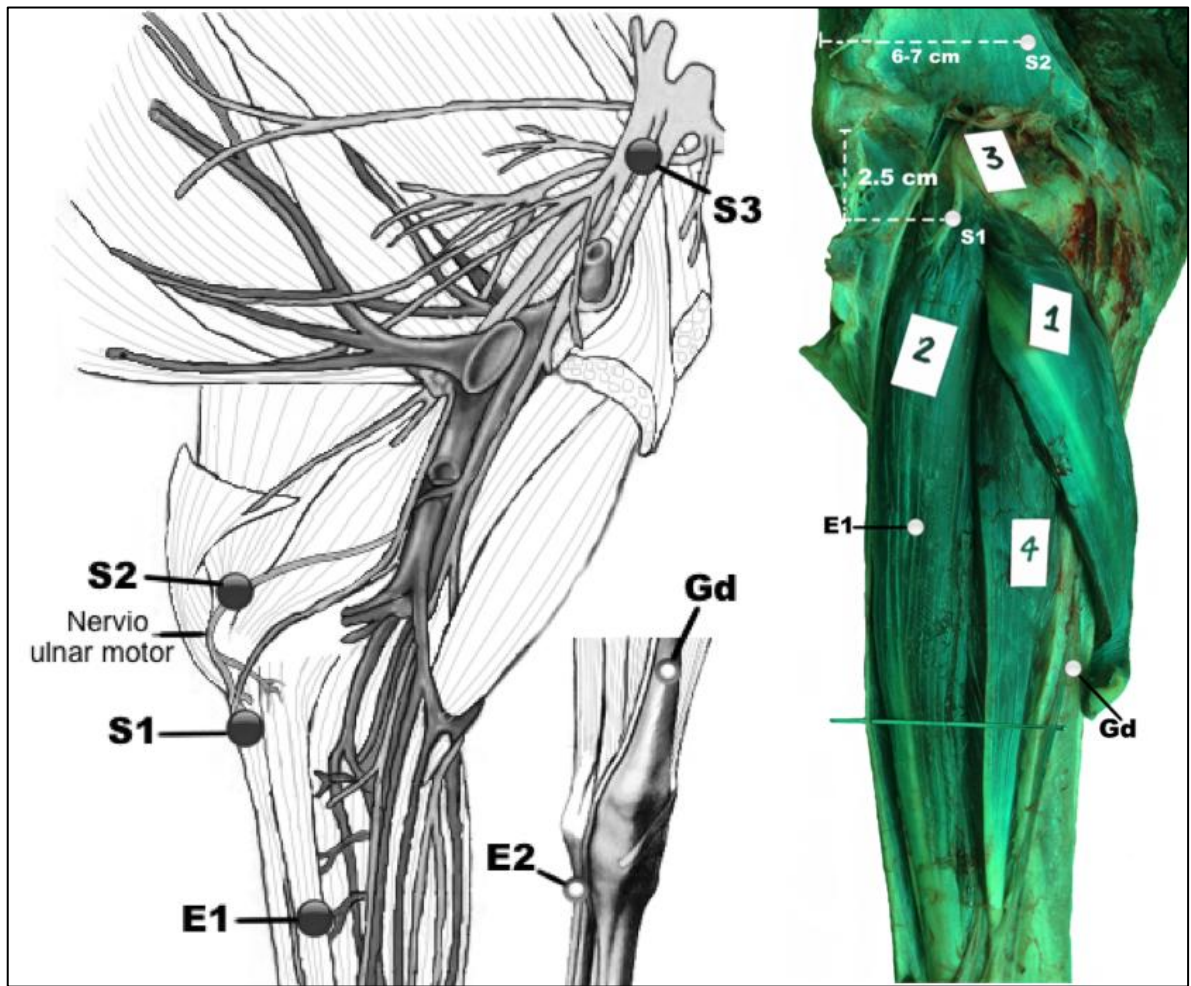 S3
S2
Nervio
ulnar motor
S1
E1
Gd
E2
6-7 cm
S2
3
2.5 cm
S1
1
2
E1
4
Gd